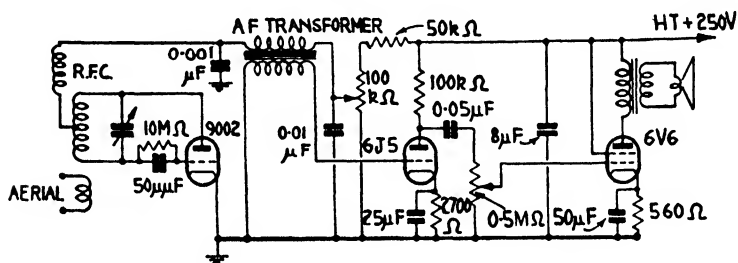 AF TRANSFORMER
50kΩ
HT+250V
0·001
μF
R.F.C.
100
kΩ
100kΩ
0·05μF
10MΩ
9002
0·01
μF
6J5
8μF
6V6
AERIAL
50μμF
25μF
2700
Ω
0·5MΩ
50μF
560Ω